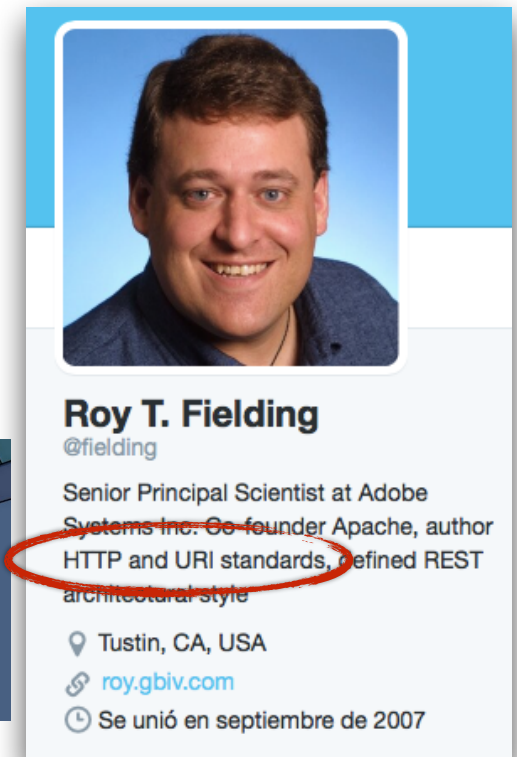 Roy T. Fielding
@fielding
Senior Principal Scientist at Adobe
Systems Inc. Co-founder Apache, author
HTTP and URI standards, defined REST
architectural style
Tustin, CA, USA
roy.gbiv.com
Se unió en septiembre de 2007